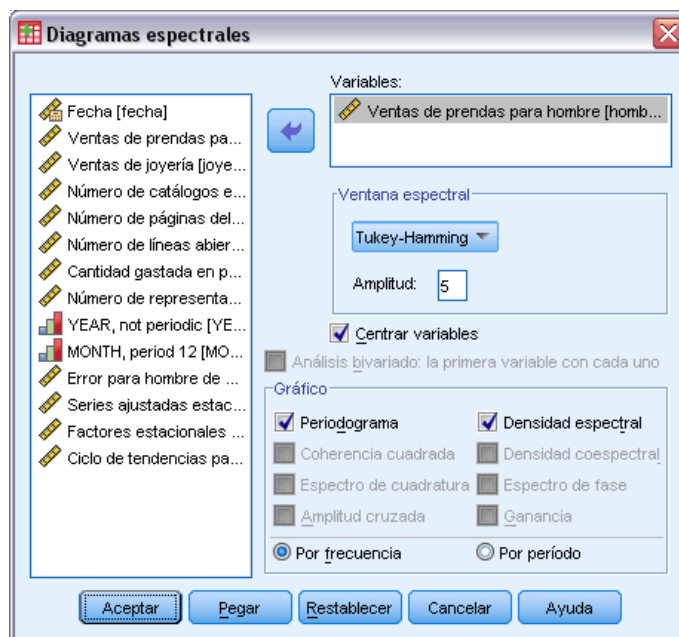 Diagramas espectrales
Fecha [fecha]
Ventas de prendas pa...
Ventas de joyería [joye...
Número de catálogos e...
Número de páginas del...
Número de líneas abier...
Cantidad gastada en p...
Número de representa...
YEAR, not periodic [YE...
MONTH, period 12 [MO...
Error para hombre de ...
Series ajustadas estac...
Factores estacionales ...
Ciclo de tendencias pa...
Variables:
Ventas de prendas para hombre [homb...
Ventana espectral
Tukey-Hamming
Amplitud: 5
Centrar variables
Análisis bivariado: la primera variable con cada uno
Gráfico
Periodograma Densidad espectral
Coherencia cuadrada Densidad coespectral
Espectro de cuadratura Espectro de fase
Amplitud cruzada Ganancia
Por frecuencia Por período
Aceptar Pegar Restablecer Cancelar Ayuda